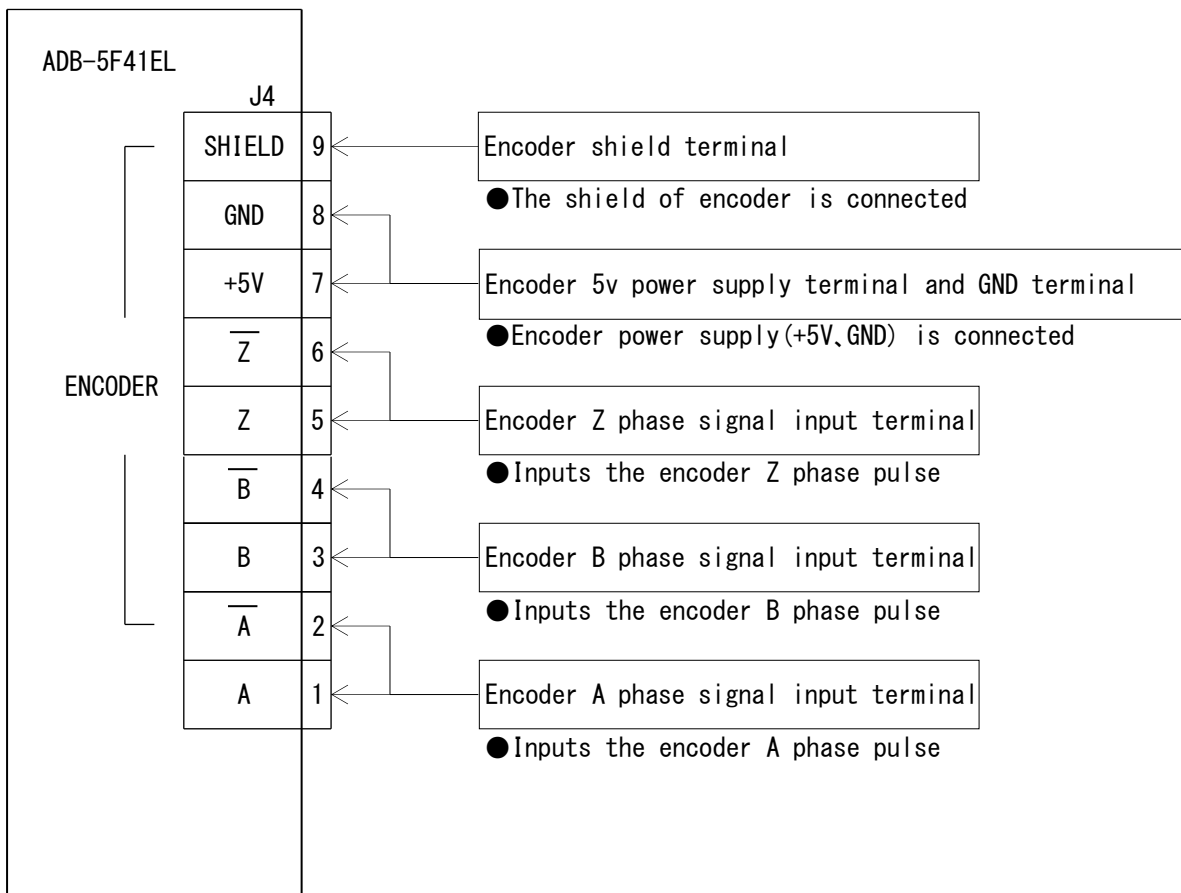 ADB-5F41EL
J4
SHIELD 9 Encoder shield terminal
●The shield of encoder is connected
GND 8
+5V 7 Encoder 5v power supply terminal and GND terminal
●Encoder power supply(+5V、GND) is connected
Z̅ 6
ENCODER
Z 5 Encoder Z phase signal input terminal
●Inputs the encoder Z phase pulse
B̅ 4
B 3 Encoder B phase signal input terminal
●Inputs the encoder B phase pulse
A̅ 2
A 1 Encoder A phase signal input terminal
●Inputs the encoder A phase pulse